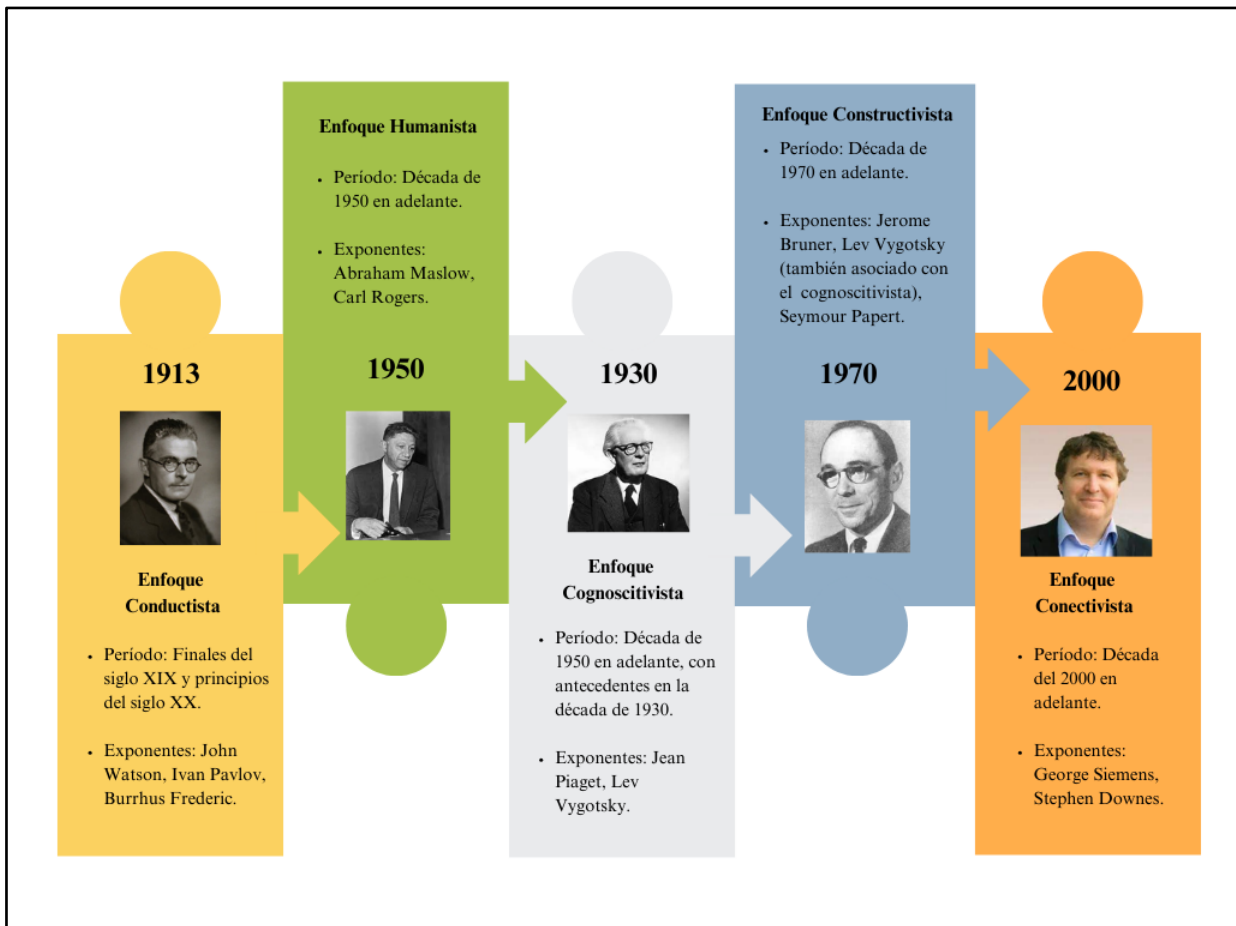 1913
Enfoque
Conductista
• Período: Finales del
siglo XIX y principios
del siglo XX.
• Exponentes: John
Watson, Ivan Pavlov,
Burrhus Frederic.
Enfoque Humanista
• Período: Década de
1950 en adelante.
• Exponentes:
Abraham Maslow,
Carl Rogers.
1950
1930
Enfoque
Cognoscitivista
• Período: Década de
1950 en adelante, con
antecedentes en la
década de 1930.
• Exponentes: Jean
Piaget, Lev
Vygotsky.
Enfoque Constructivista
• Período: Década de
1970 en adelante.
• Exponentes: Jerome
Bruner, Lev Vygotsky
(también asociado con
el cognoscitivista),
Seymour Papert.
1970
2000
Enfoque
Conectivista
• Período: Década
del 2000 en
adelante.
• Exponentes:
George Siemens,
Stephen Downes.